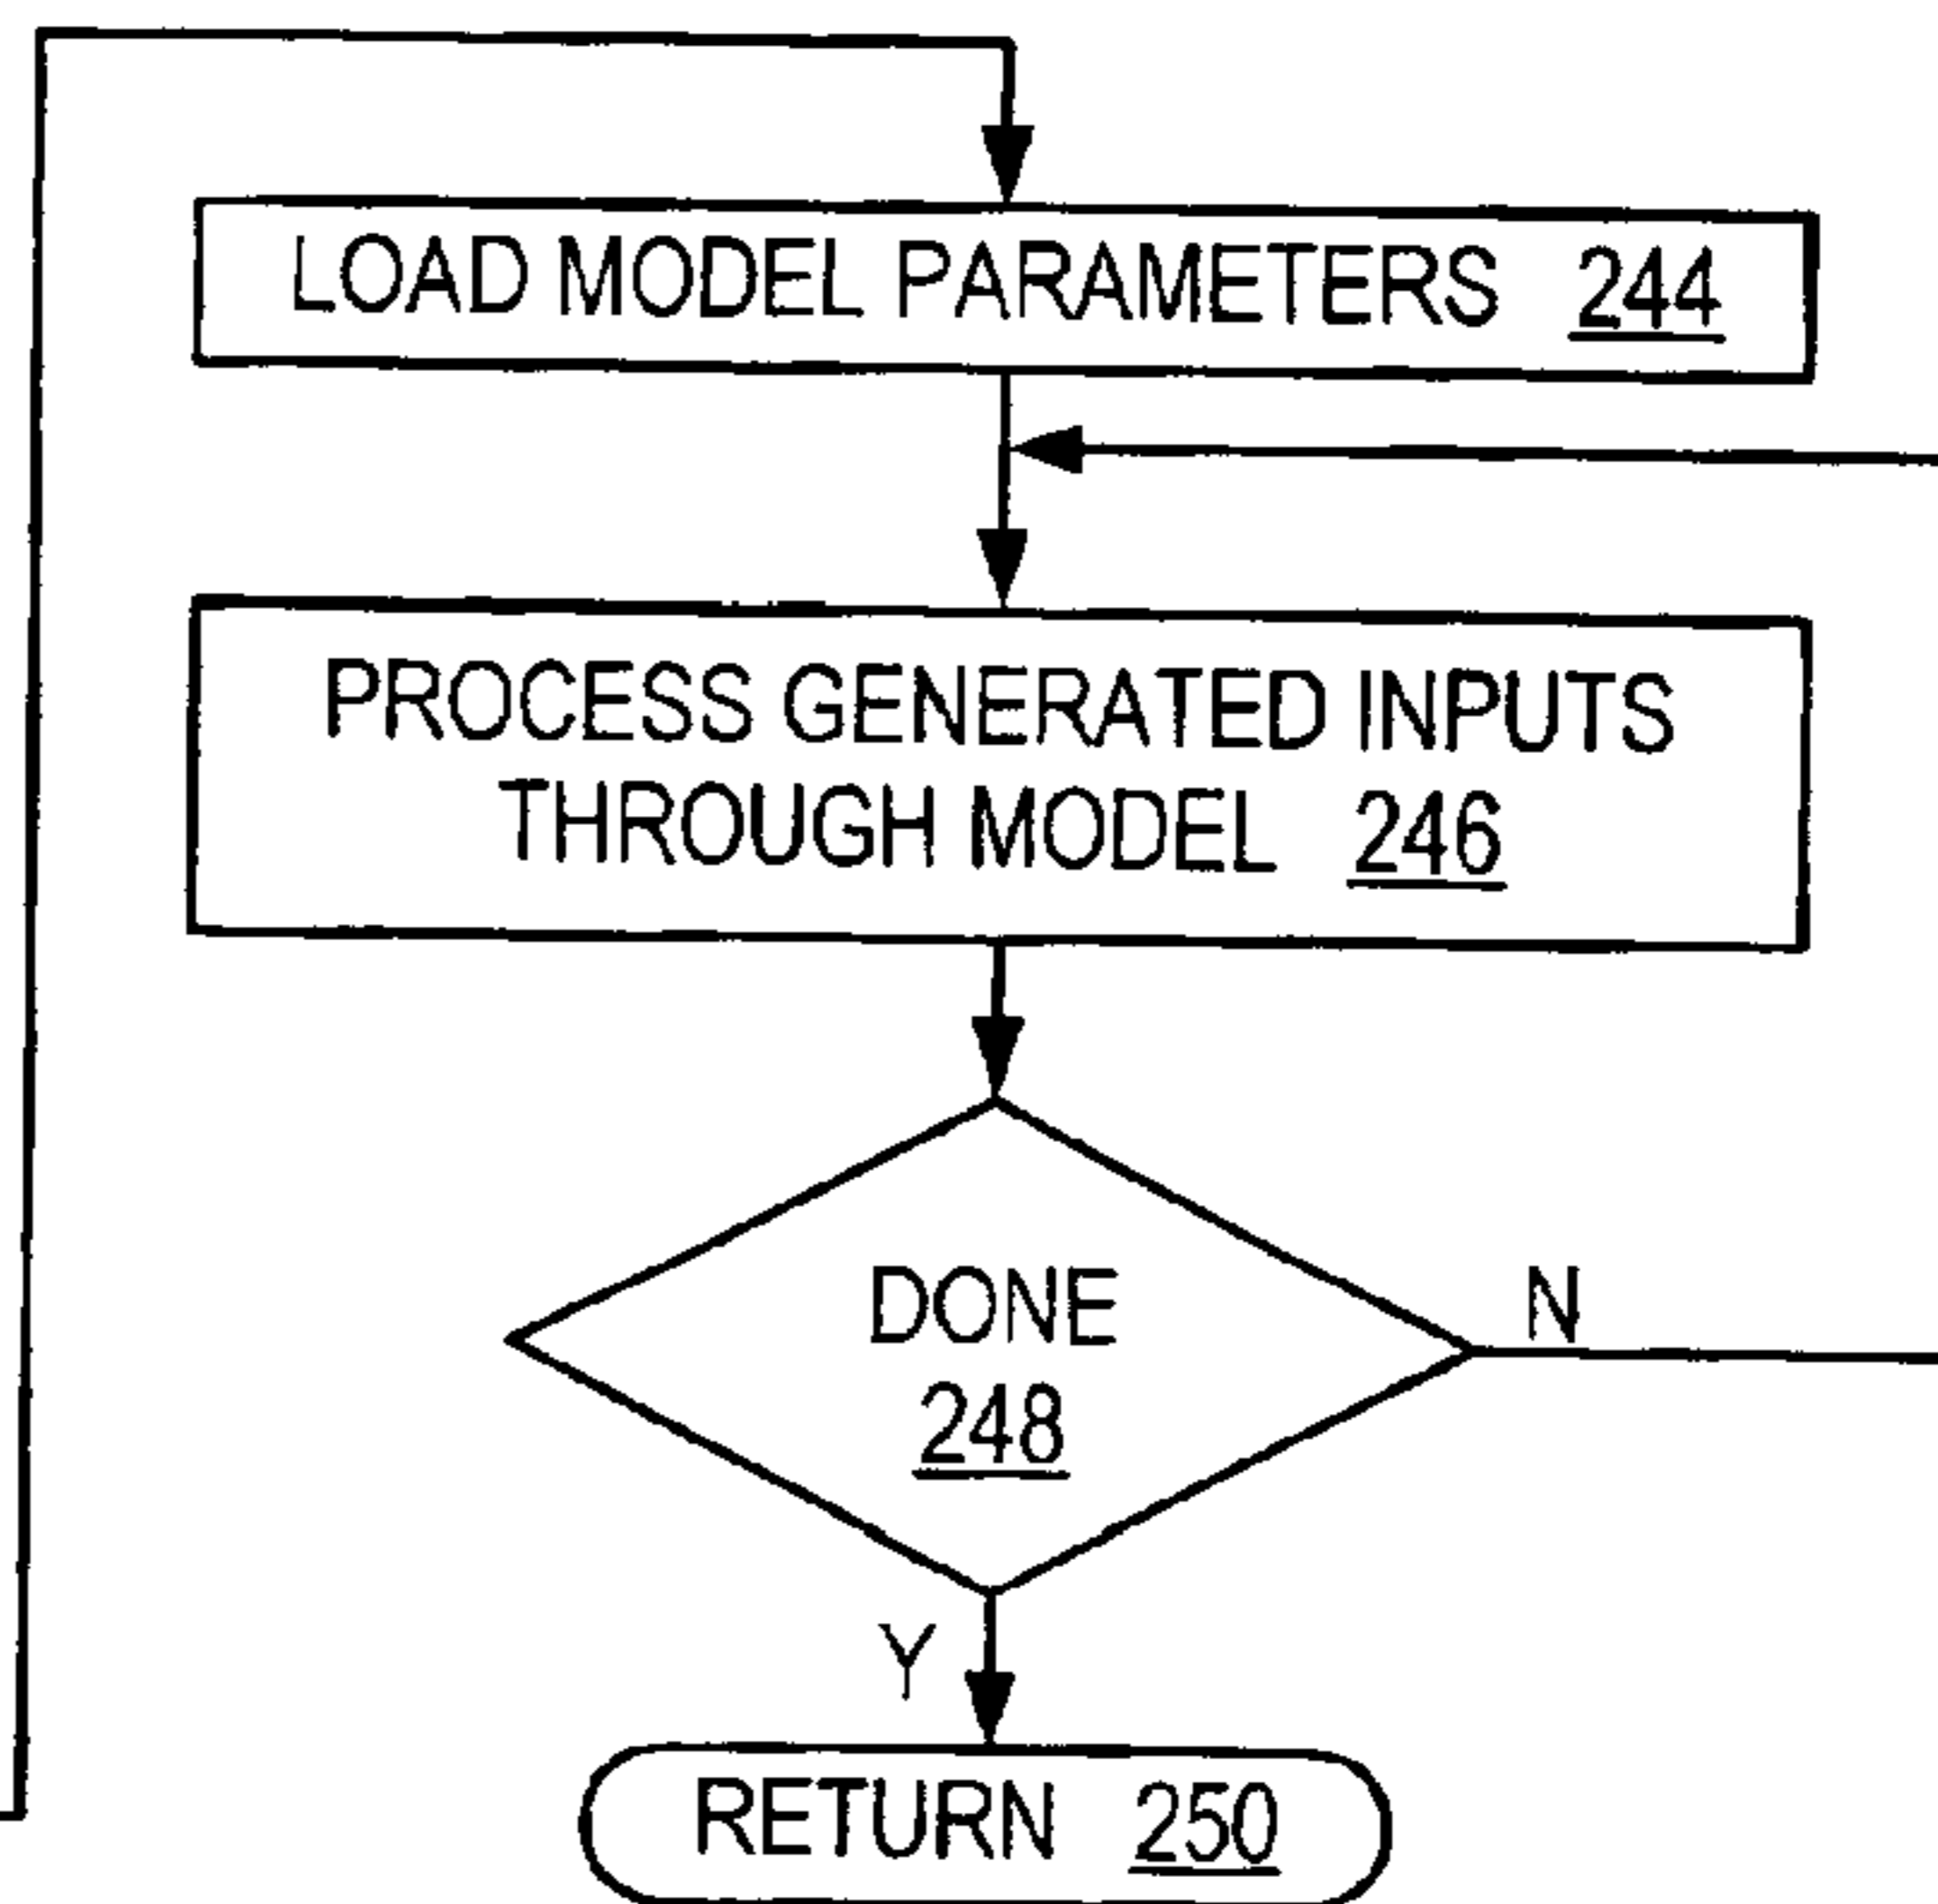 LOAD MODEL PARAMETERS 244
PROCESS GENERATED INPUTS
THROUGH MODEL 246
DONE
248
N
Y
RETURN 250